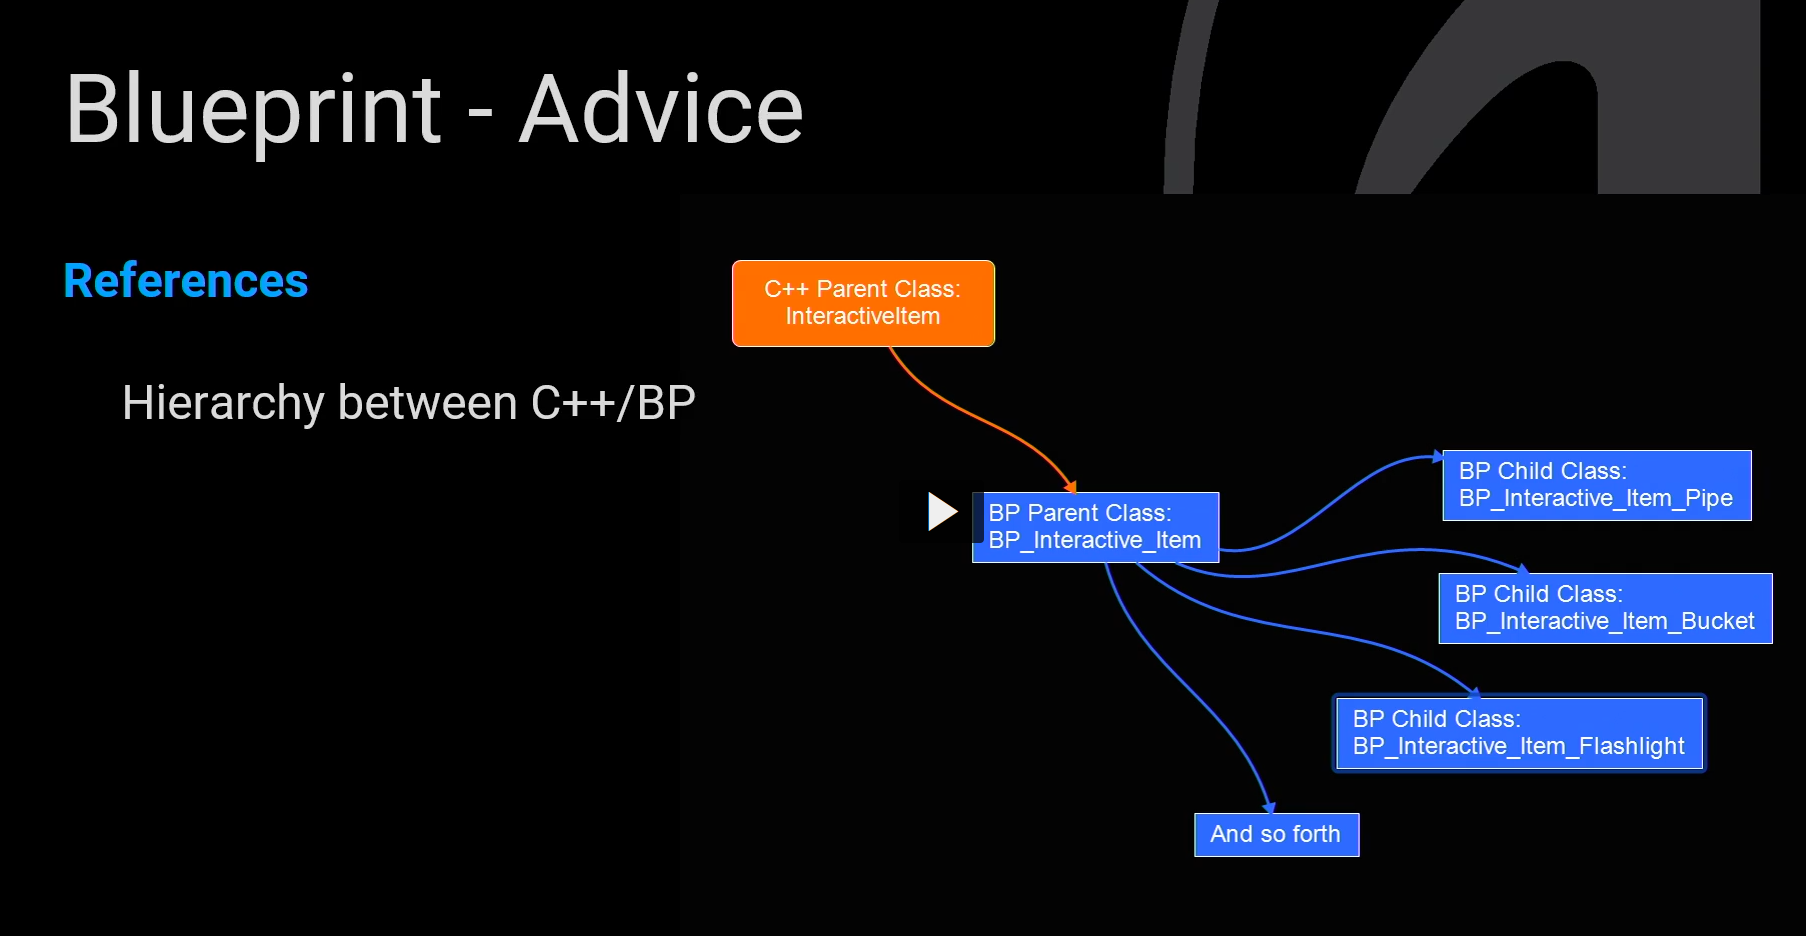 Blueprint - Advice
References
Hierarchy between C++/BP
C++ Parent Class:
InteractiveItem
BP Parent Class:
BP_Interactive_Item
BP Child Class:
BP_Interactive_Item_Pipe
BP Child Class:
BP_Interactive_Item_Bucket
BP Child Class:
BP_Interactive_Item_Flashlight
And so forth